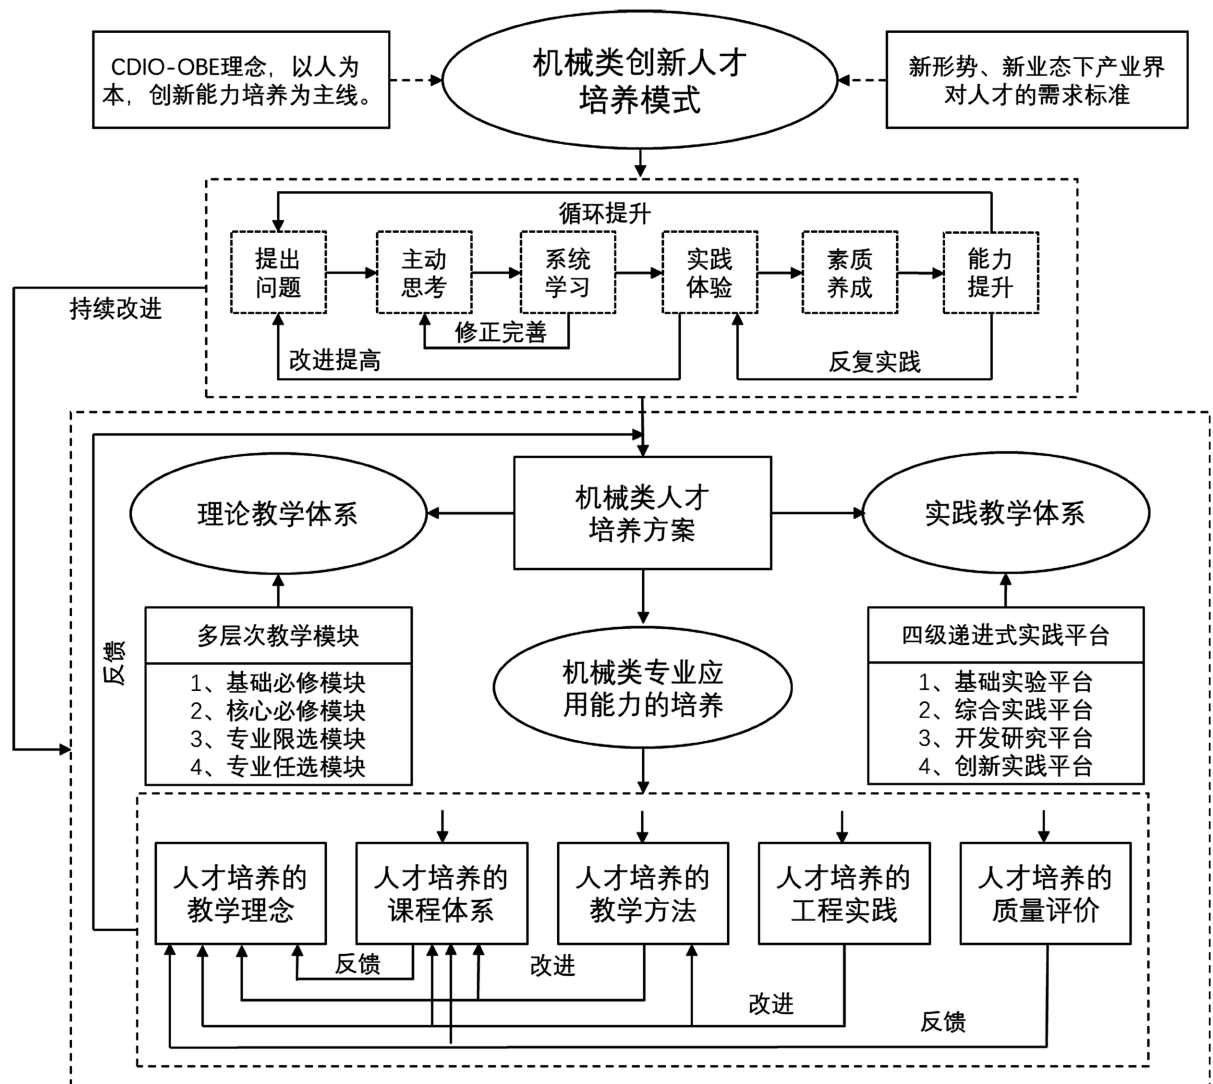 CDIO-OBE理念，以人为
本，创新能力培养为主线。
机械类创新人才
培养模式
新形势、新业态下产业界
对人才的需求标准
循环提升
提出
问题
主动
思考
系统
学习
实践
体验
素质
养成
能力
提升
持续改进
修正完善
改进提高
反复实践
理论教学体系
机械类人才
培养方案
实践教学体系
反馈
多层次教学模块
1、基础必修模块
2、核心必修模块
3、专业限选模块
4、专业任选模块
机械类专业应
用能力的培养
四级递进式实践平台
1、基础实验平台
2、综合实践平台
3、开发研究平台
4、创新实践平台
人才培养的
教学理念
人才培养的
课程体系
人才培养的
教学方法
人才培养的
工程实践
人才培养的
质量评价
反馈
改进
改进
反馈